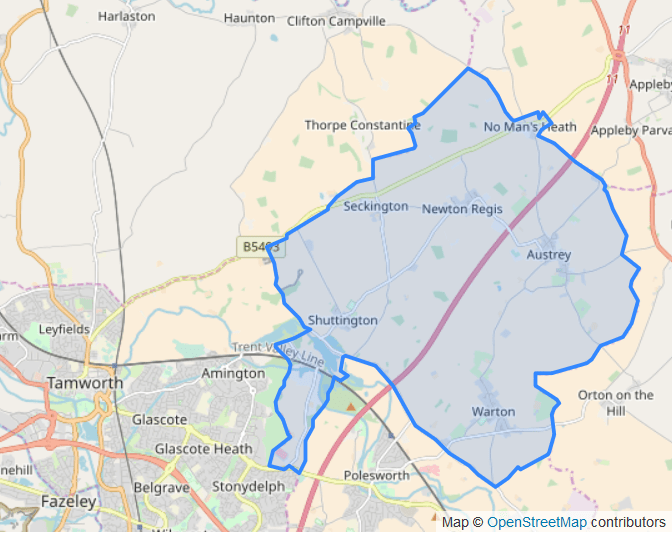 Harlaston
Haunton
Clifton Campville
11
11
Appleby
Thorpe Constantine
No Man's Heath
Appleby Parva
Seckington
Newton Regis
B5493
Austrey
Shuttington
Leyfields
Trent Valley Line
Amington
Tamworth
Orton on the
Hill
Warton
Glascote
Glascote Heath
Polesworth
Belgrave
Stonydelph
Fazeley
Map © OpenStreetMap contributors